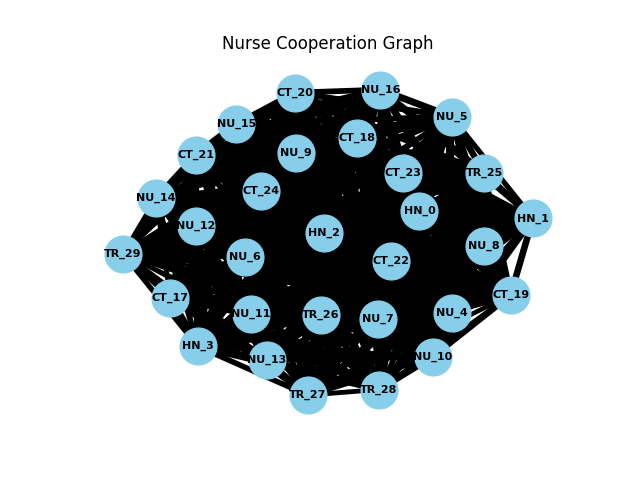 Nurse Cooperation Graph
CT_20
NU_16
NU_5
NU_15
CT_18
NU_9
CT_21
CT_23
TR_25
CT_24
NU_14
HN_0
HN_1
NU_12
HN_2
NU_8
TR_29
NU_6
CT_22
CT_19
CT_17
NU_11
TR_26
NU_7
NU_4
HN_3
NU_13
NU_10
TR_27
TR_28